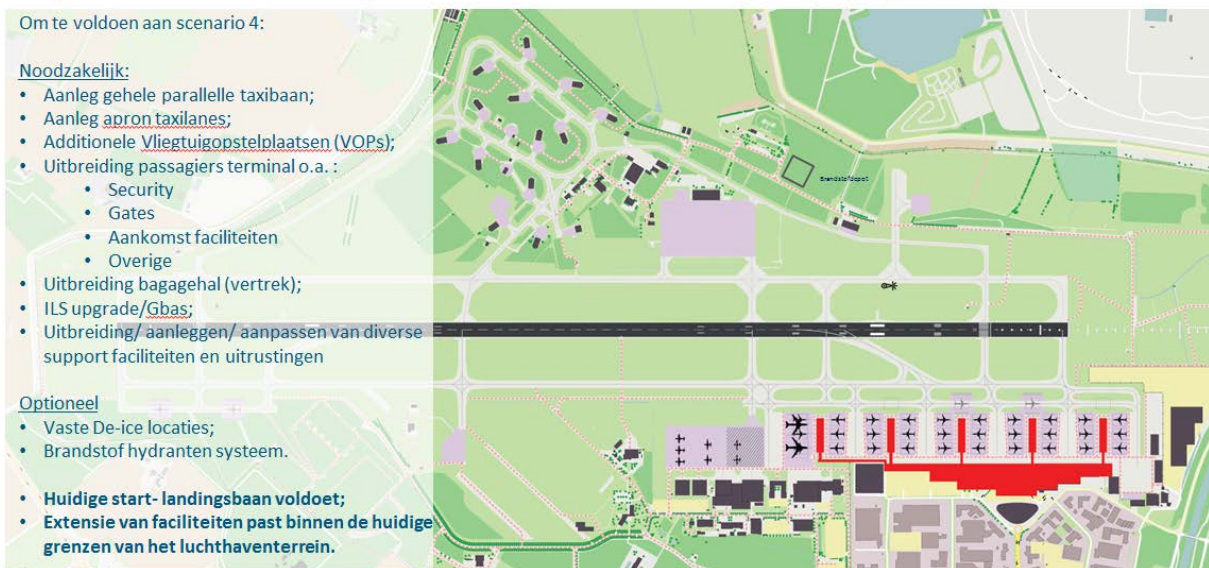 Om te voldoen aan scenario 4:
Noodzakelijk:
• Aanleg gehele parallelle taxibaan;
• Aanleg apron taxilanes;
• Additionele Vliegtuigopstelplaatsen (VOPs);
• Uitbreiding passagiers terminal o.a. :
• Security
• Gates
• Aankomst faciliteiten
• Overige
• Uitbreiding bagagehal (vertrek);
• ILS upgrade/Gbas;
• Uitbreiding/ aanleggen/ aanpassen van diverse
support faciliteiten en uitrustingen
Optioneel
• Vaste De-ice locaties;
• Brandstof hydranten systeem.
• Huidige start- landingsbaan voldoet;
• Extensie van faciliteiten past binnen de huidige
grenzen van het luchthaventerrein.
Brandstofdepot